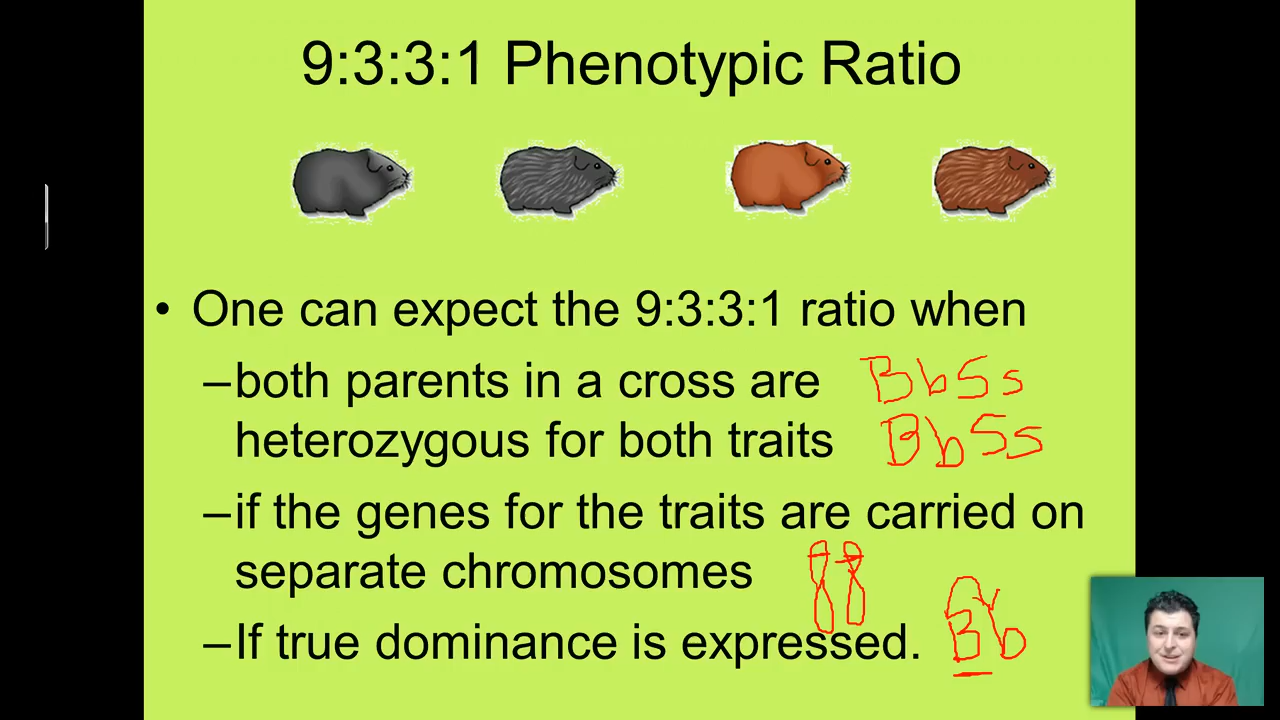 9:3:3:1 Phenotypic Ratio
• One can expect the 9:3:3:1 ratio when
–both parents in a cross are BbSs
heterozygous for both traits BbSs
–if the genes for the traits are carried on
separate chromosomes
–If true dominance is expressed. Bb